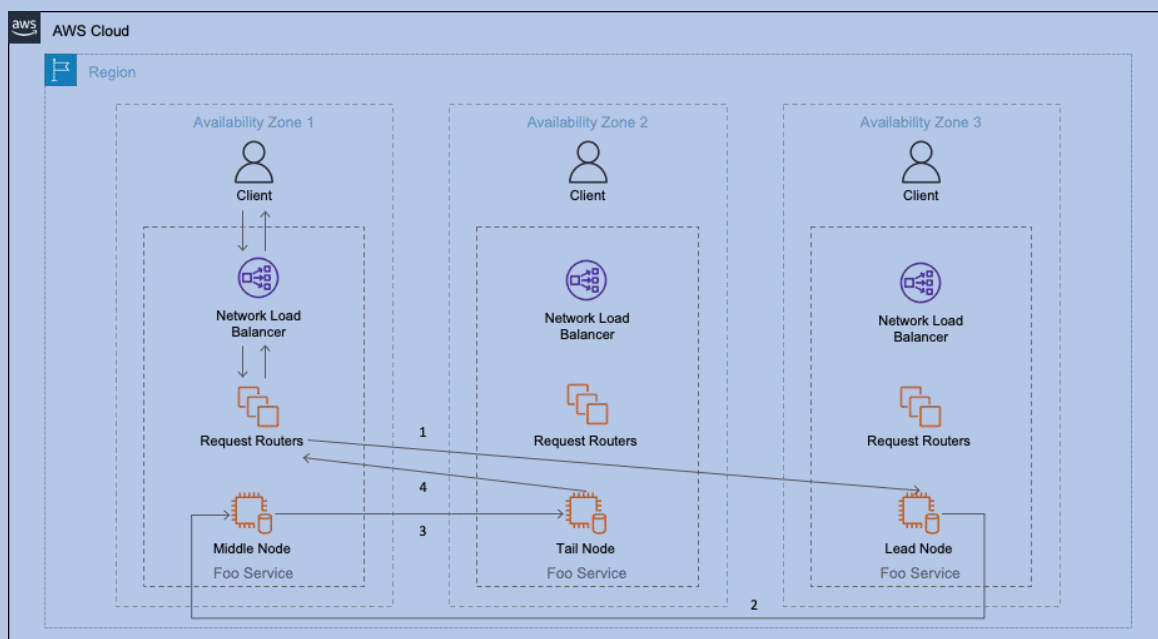 aws
AWS Cloud
Region
Availability Zone 1
Availability Zone 2
Availability Zone 3
Client
Client
Client
Network Load
Balancer
Network Load
Balancer
Network Load
Balancer
Request Routers
Request Routers
Request Routers
1
4
3
Middle Node
Foo Service
Tail Node
Foo Service
Lead Node
Foo Service
2